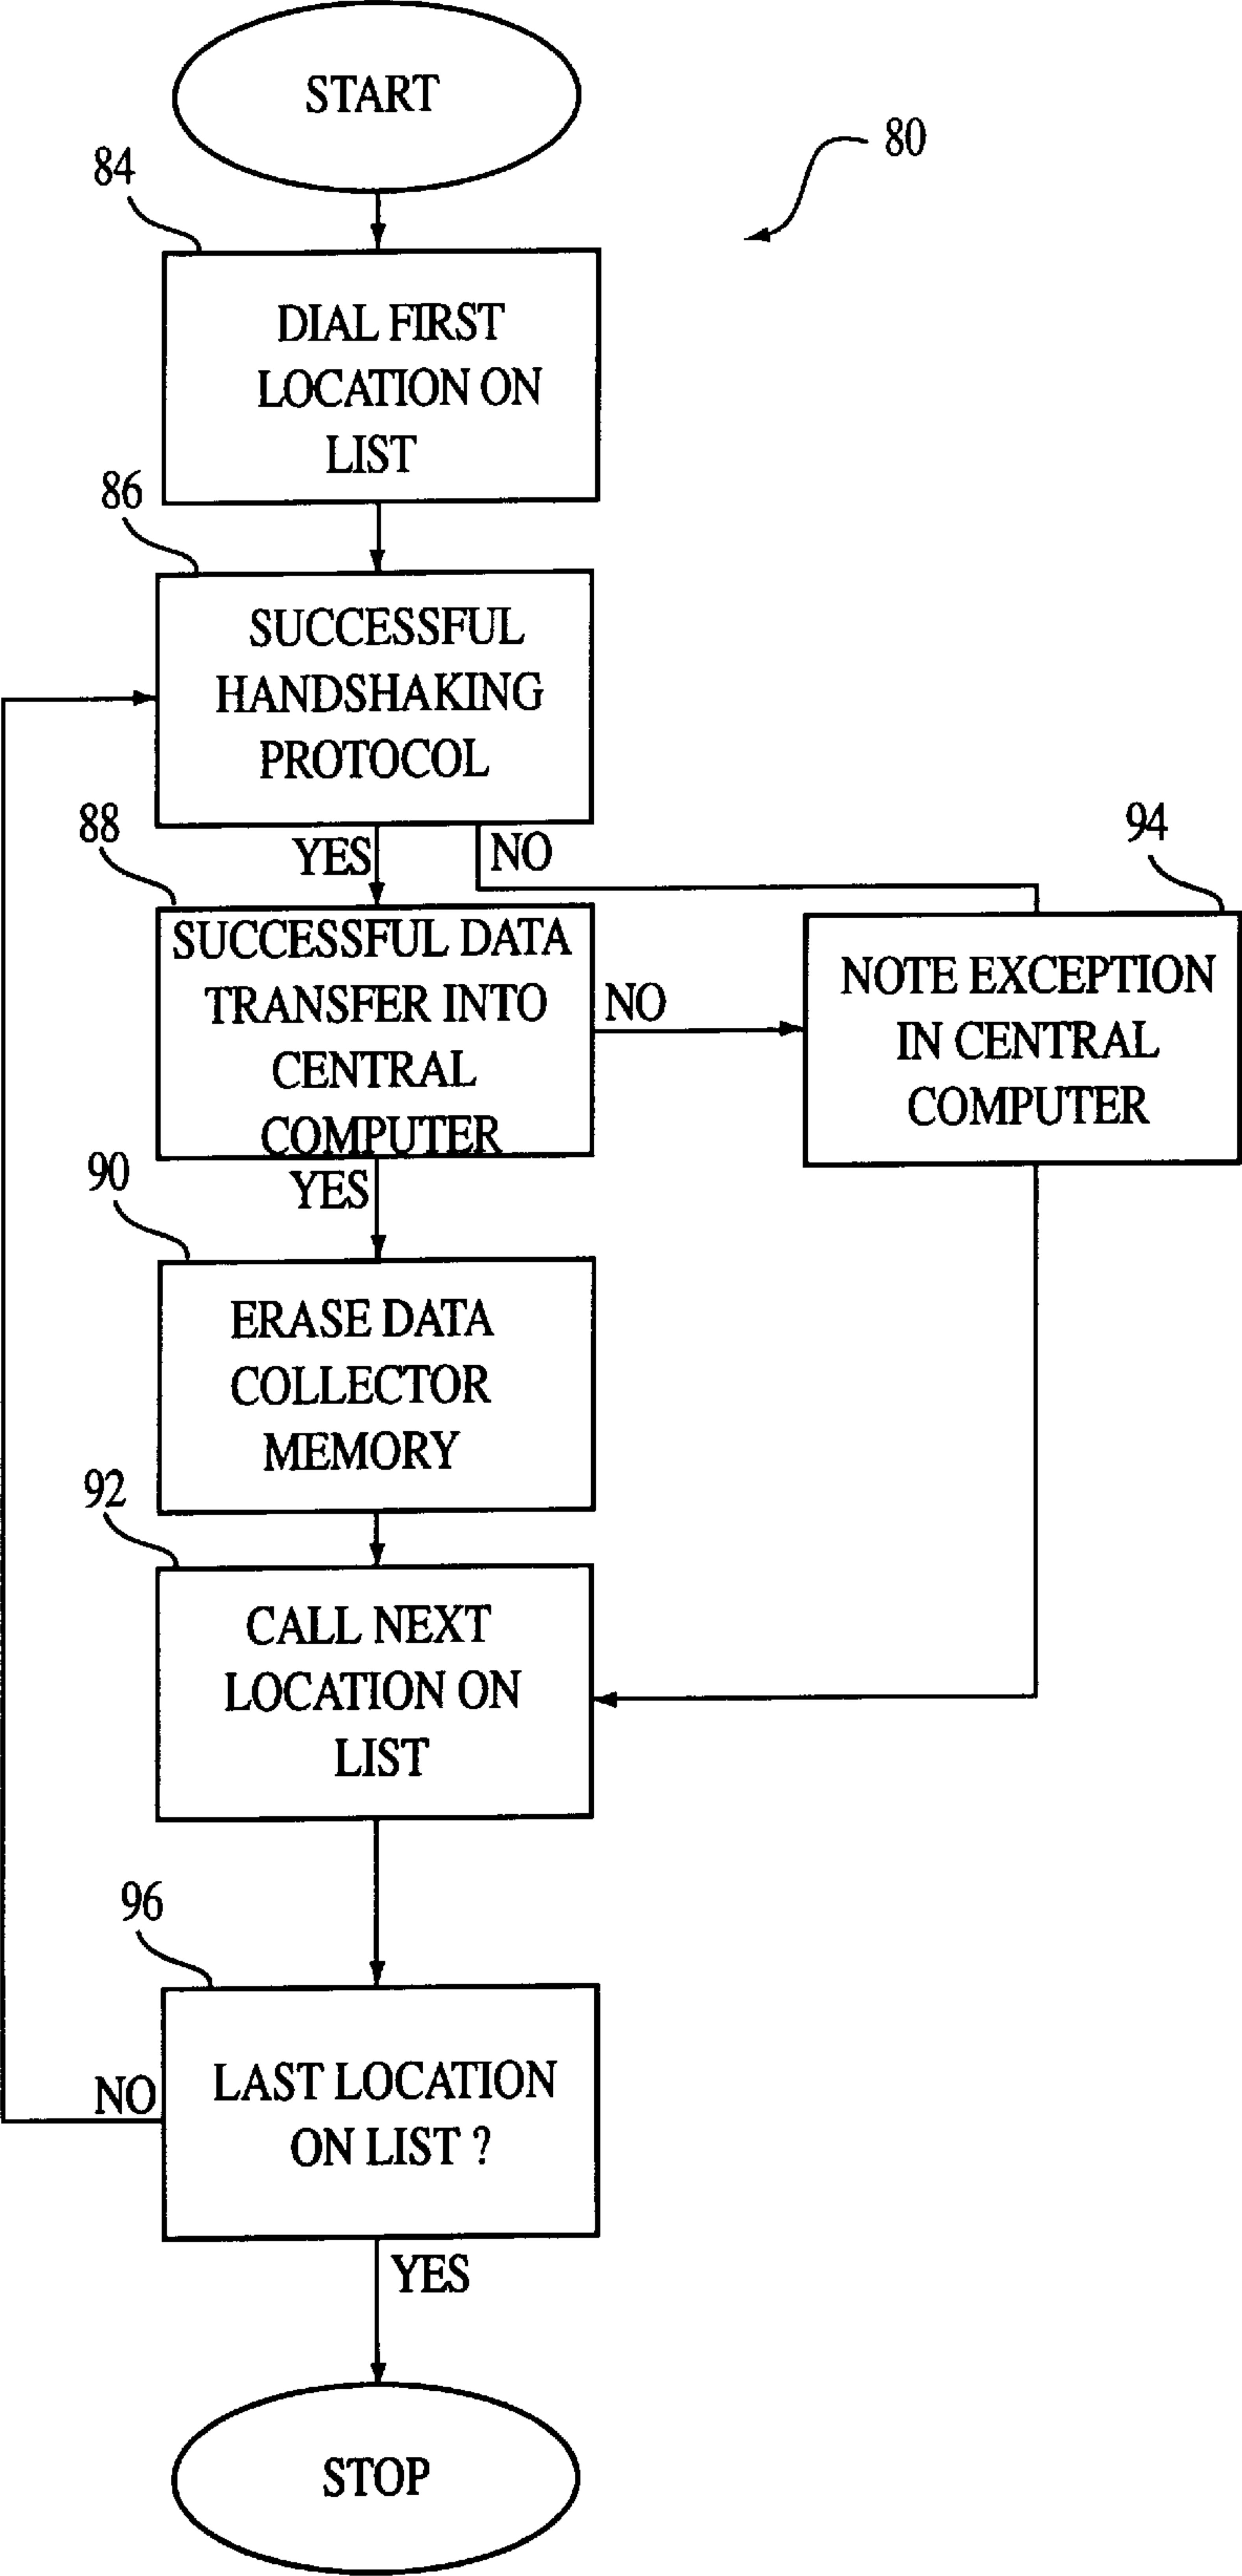 START
80
84
DIAL FIRST
LOCATION ON
LIST
86
SUCCESSFUL
HANDSHAKING
PROTOCOL
YES
NO
88
94
SUCCESSFUL DATA
TRANSFER INTO
CENTRAL
COMPUTER
NO
NOTE EXCEPTION
IN CENTRAL
COMPUTER
YES
90
ERASE DATA
COLLECTOR
MEMORY
92
CALL NEXT
LOCATION ON
LIST
96
LAST LOCATION
ON LIST ?
NO
YES
STOP